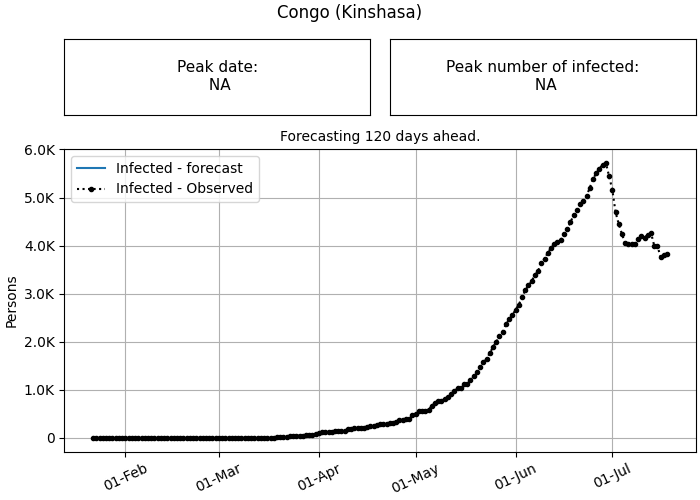 Congo (Kinshasa)
Peak date:
NA
Peak number of infected:
NA
Forecasting 120 days ahead.
Infected - forecast
Infected - Observed
Persons
6.0K
5.0K
4.0K
3.0K
2.0K
1.0K
0
01-Feb
01-Mar
01-Apr
01-May
01-Jun
01-Jul